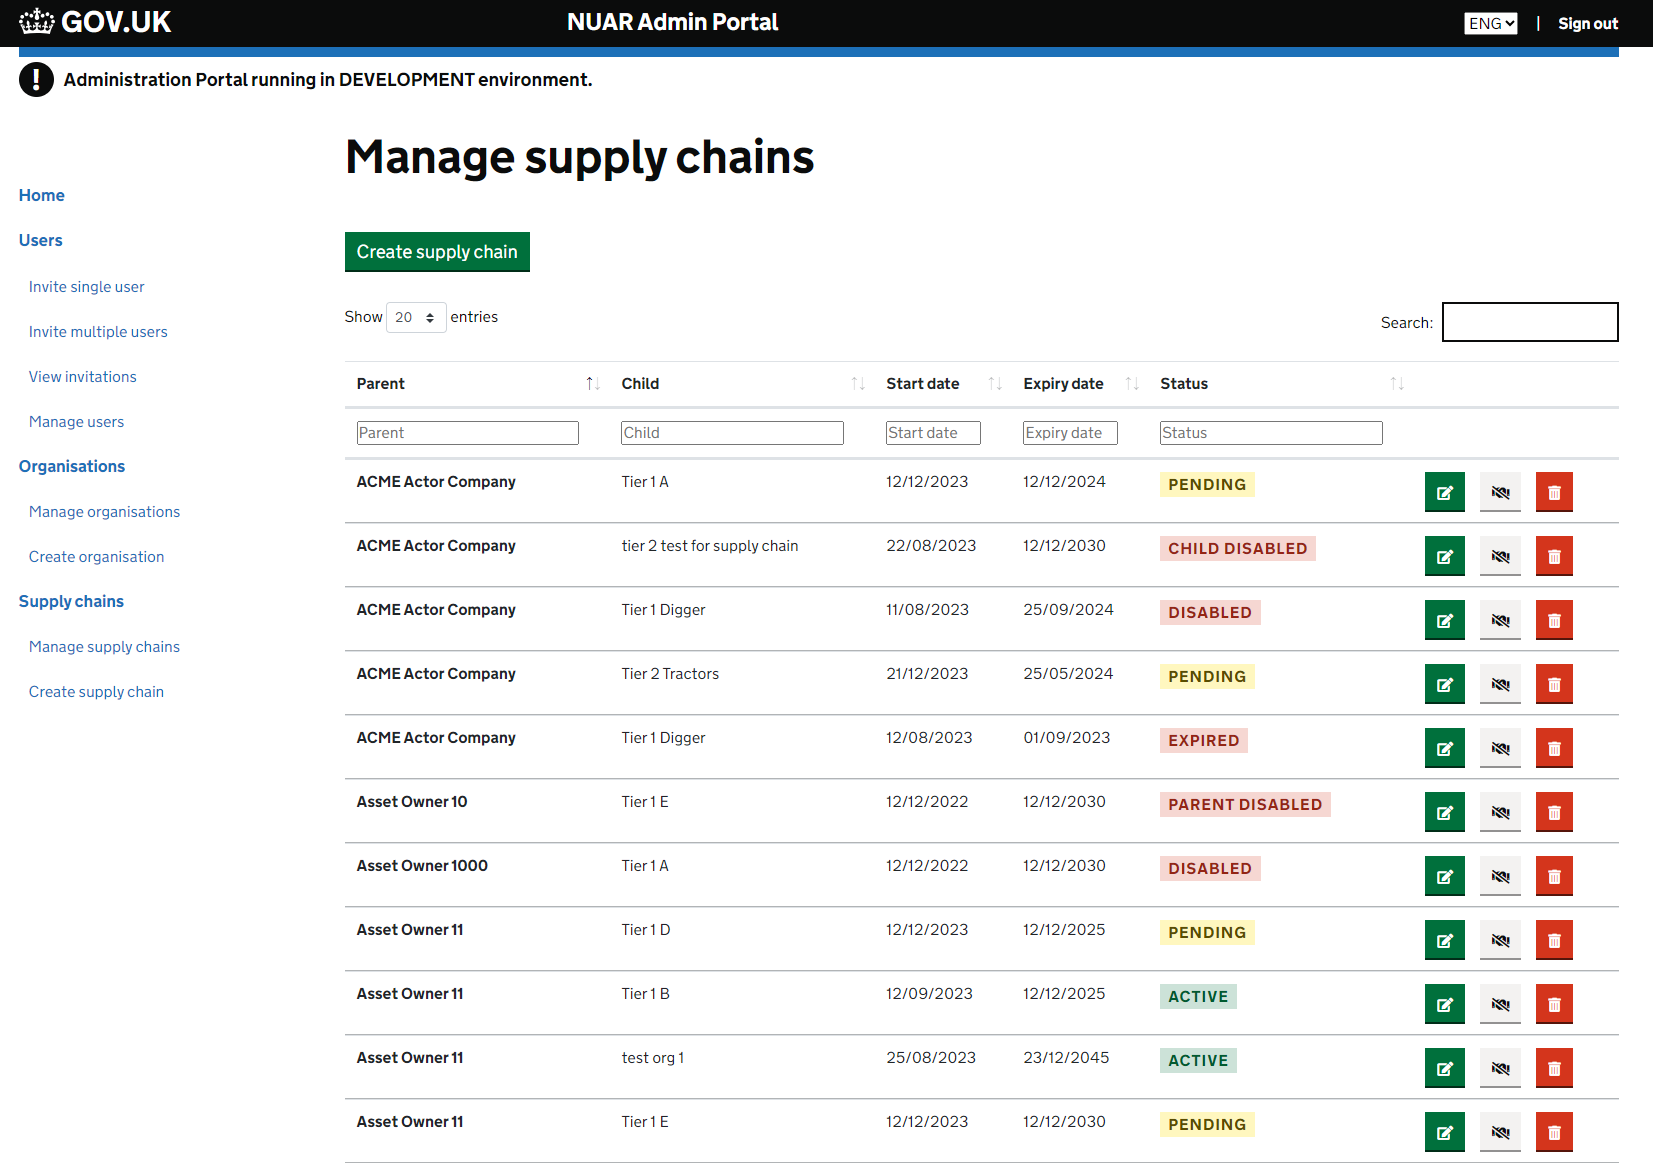 GOV.UK NUAR Admin Portal ENG | Sign out
Administration Portal running in DEVELOPMENT environment.
Manage supply chains
Home
Users
Invite single user
Invite multiple users
View invitations
Manage users
Organisations
Manage organisations
Create organisation
Supply chains
Manage supply chains
Create supply chain
Create supply chain
Show 20 entries
Search:
Parent Child Start date Expiry date Status
Parent Child Start date Expiry date Status
ACME Actor Company Tier 1 A 12/12/2023 12/12/2024 PENDING
ACME Actor Company tier 2 test for supply chain 22/08/2023 12/12/2030 CHILD DISABLED
ACME Actor Company Tier 1 Digger 11/08/2023 25/09/2024 DISABLED
ACME Actor Company Tier 2 Tractors 21/12/2023 25/05/2024 PENDING
ACME Actor Company Tier 1 Digger 12/08/2023 01/09/2023 EXPIRED
Asset Owner 10 Tier 1 E 12/12/2022 12/12/2030 PARENT DISABLED
Asset Owner 1000 Tier 1 A 12/12/2022 12/12/2030 DISABLED
Asset Owner 11 Tier 1 D 12/12/2023 12/12/2025 PENDING
Asset Owner 11 Tier 1 B 12/09/2023 12/12/2025 ACTIVE
Asset Owner 11 test org 1 25/08/2023 23/12/2045 ACTIVE
Asset Owner 11 Tier 1 E 12/12/2023 12/12/2030 PENDING